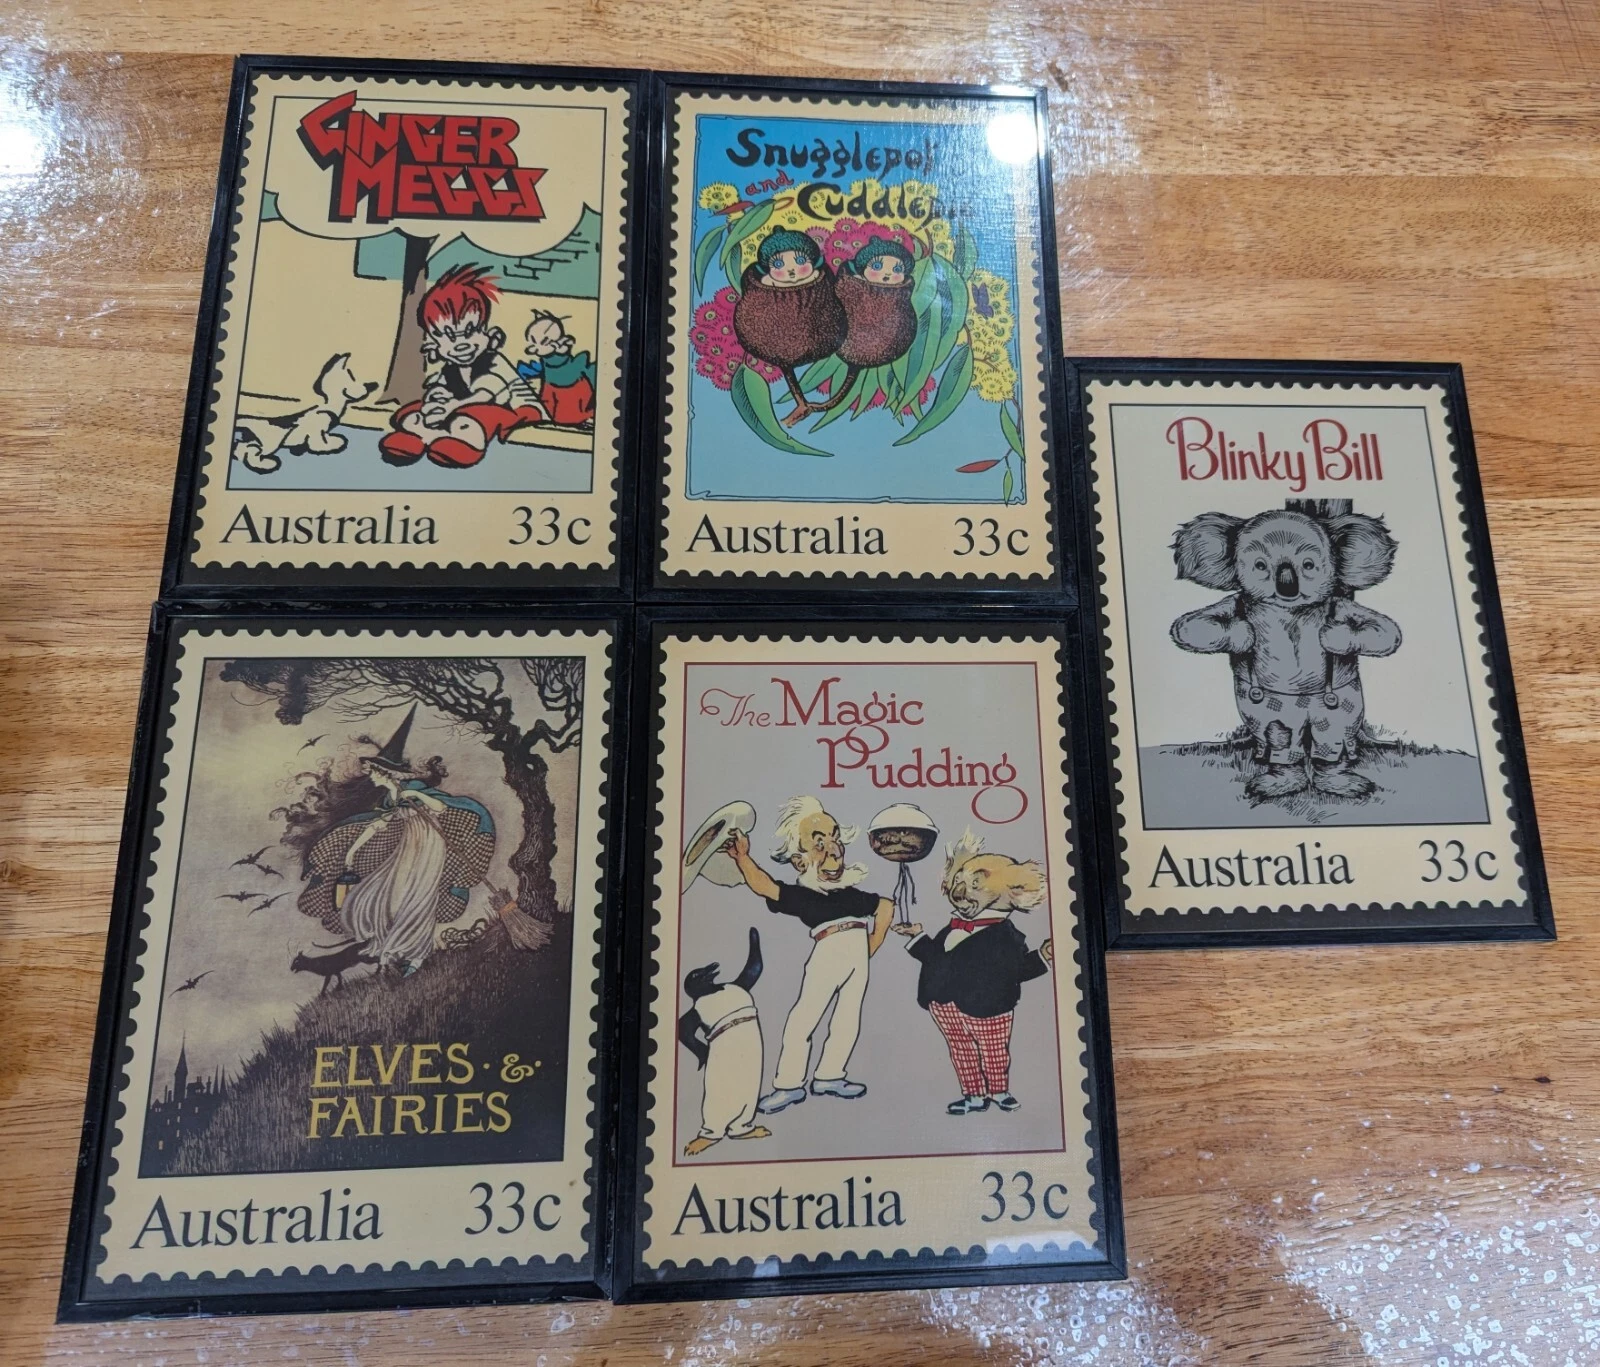 GINGER
MEGGS
Australia 33c
Snugglepot
and
Australia 33c
Blinky Bill
Australia 33c
ELVES · & ·
FAIRIES
Australia 33c
The Magic
Pudding
Australia 33c